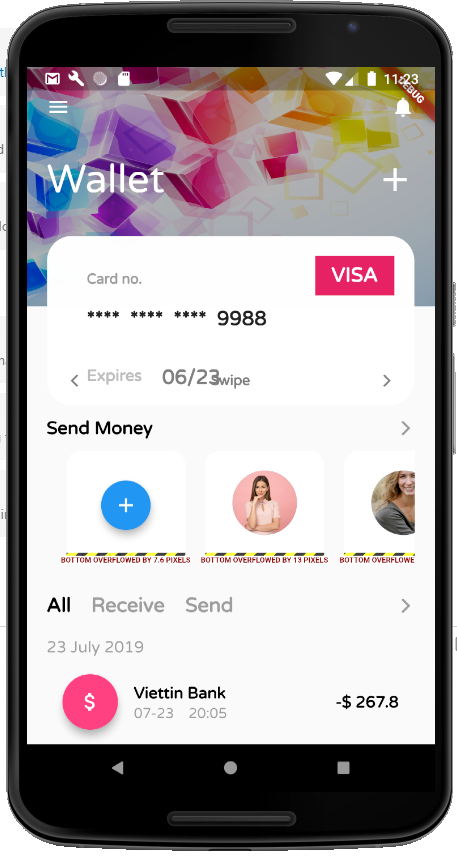 11:23
DEBUG
Wallet
Card no.
VISA
**** **** **** 9988
Expires 06/23
Swipe
Send Money
BOTTOM OVERFLOWED BY 7.6 PIXELS
BOTTOM OVERFLOWED BY 13 PIXELS
BOTTOM OVERFLOWE
All Receive Send
23 July 2019
$ Viettin Bank -$ 267.8
07-23 20:05